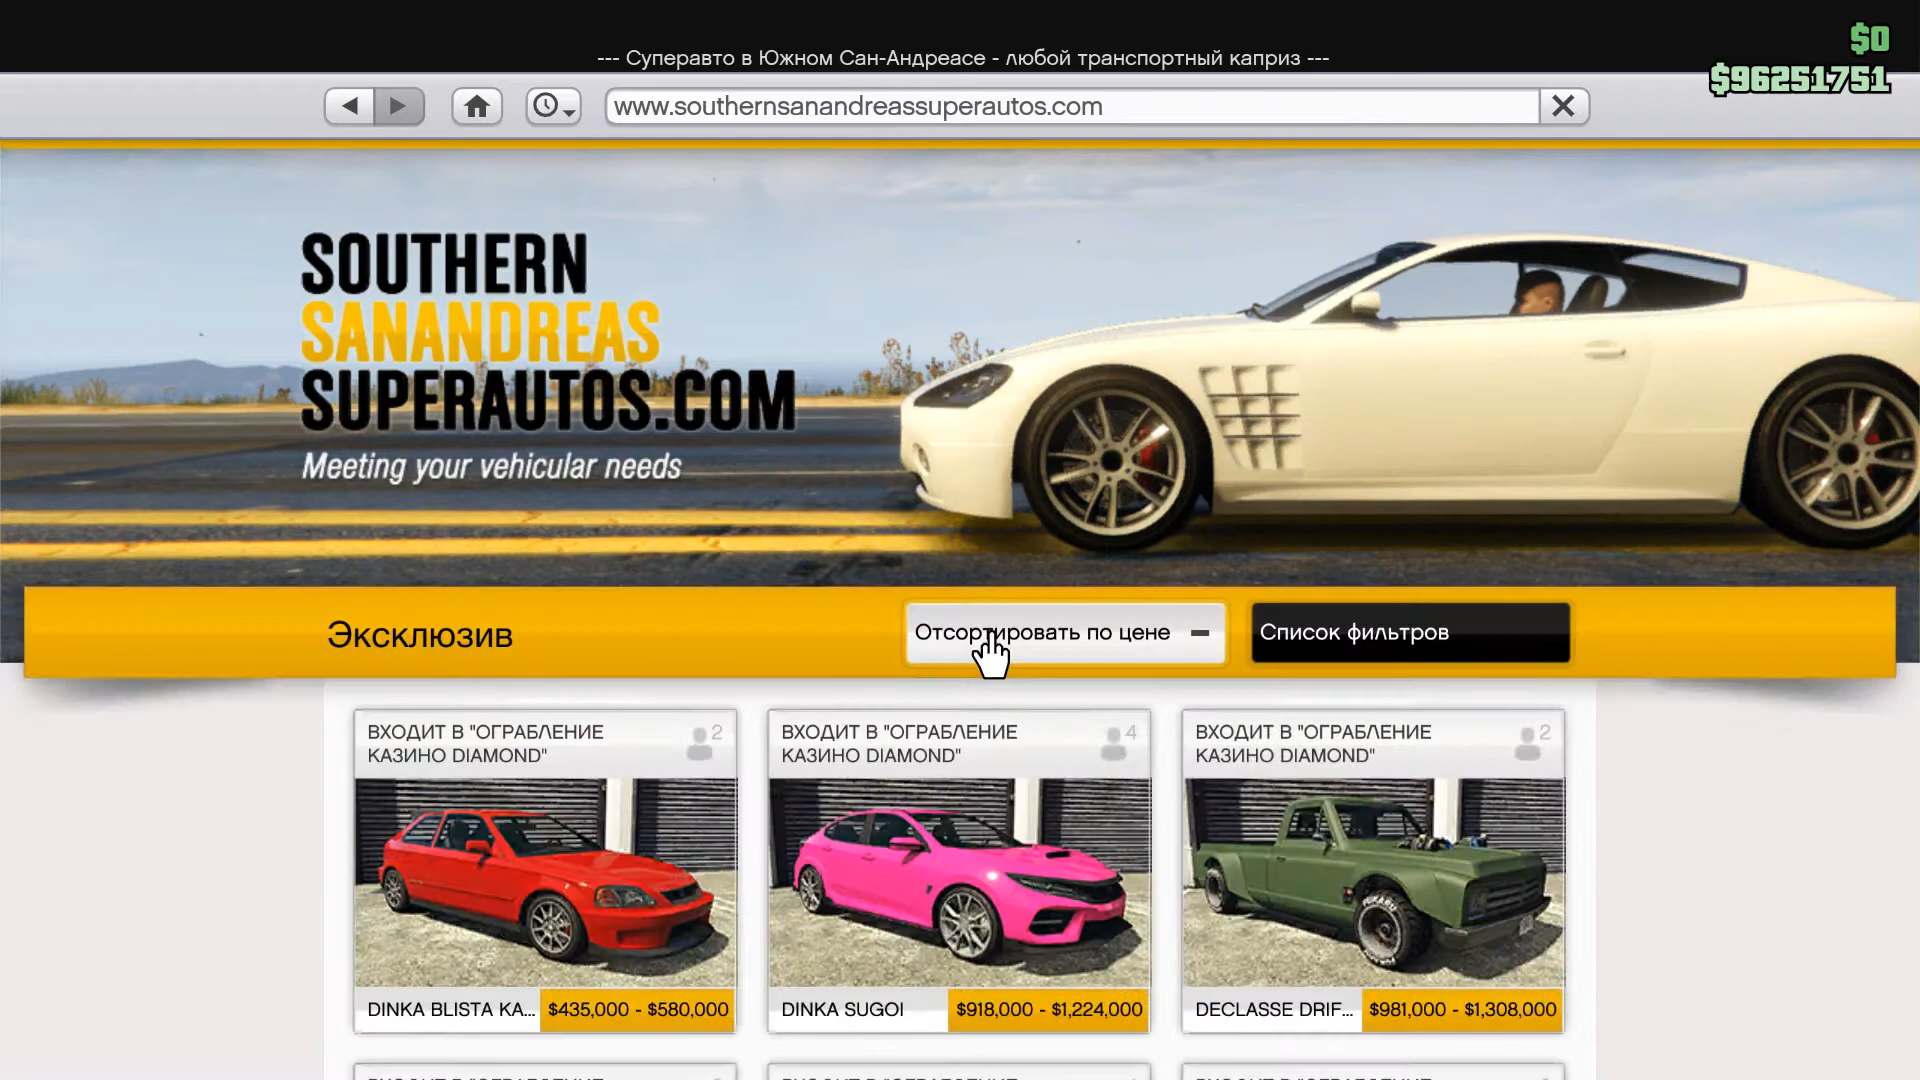 $0
--- Суперавто в Южном Сан-Андреасе - любой транспортный каприз ---
$96251751
www.southernsanandreassuperautos.com
SOUTHERN
SANANDREAS
SUPERAUTOS.COM
Meeting your vehicular needs
Эксклюзив
Отсортировать по цене
Список фильтров
ВХОДИТ В "ОГРАБЛЕНИЕ
КАЗИНО DIAMOND"
2
ВХОДИТ В "ОГРАБЛЕНИЕ
КАЗИНО DIAMOND"
4
ВХОДИТ В "ОГРАБЛЕНИЕ
КАЗИНО DIAMOND"
2
DINKA BLISTA KA...
$435,000 - $580,000
DINKA SUGOI
$918,000 - $1,224,000
DECLASSE DRIF...
$981,000 - $1,308,000